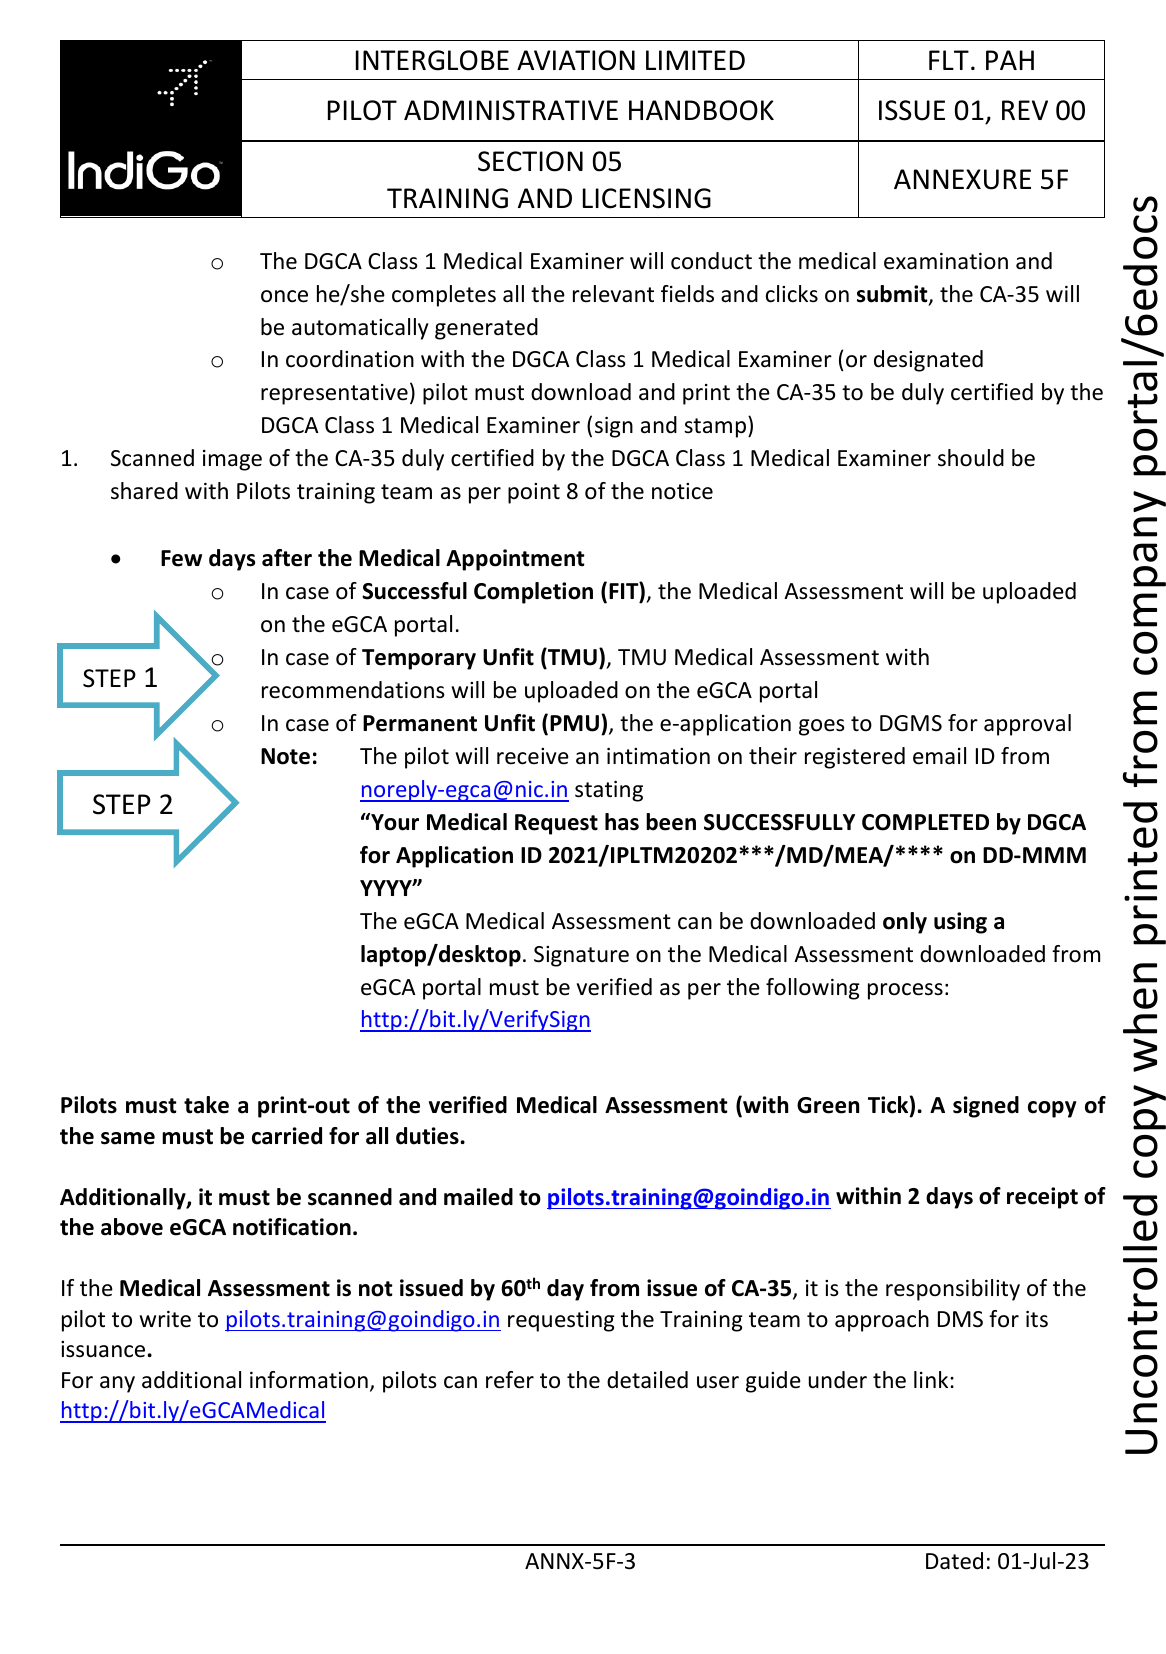 IndiGo
INTERGLOBE AVIATION LIMITED
FLT. PAH
PILOT ADMINISTRATIVE HANDBOOK
ISSUE 01, REV 00
SECTION 05
TRAINING AND LICENSING
ANNEXURE 5F
o The DGCA Class 1 Medical Examiner will conduct the medical examination and
once he/she completes all the relevant fields and clicks on submit, the CA-35 will
be automatically generated
o In coordination with the DGCA Class 1 Medical Examiner (or designated
representative) pilot must download and print the CA-35 to be duly certified by the
DGCA Class 1 Medical Examiner (sign and stamp)
1. Scanned image of the CA-35 duly certified by the DGCA Class 1 Medical Examiner should be
shared with Pilots training team as per point 8 of the notice
• Few days after the Medical Appointment
o In case of Successful Completion (FIT), the Medical Assessment will be uploaded
on the eGCA portal.
o In case of Temporary Unfit (TMU), TMU Medical Assessment with
recommendations will be uploaded on the eGCA portal
STEP 1
o In case of Permanent Unfit (PMU), the e-application goes to DGMS for approval
Note: The pilot will receive an intimation on their registered email ID from
noreply-egca@nic.in stating
STEP 2
“Your Medical Request has been SUCCESSFULLY COMPLETED by DGCA
for Application ID 2021/IPLTM20202***/MD/MEA/**** on DD-MMM
YYYY”
The eGCA Medical Assessment can be downloaded only using a
laptop/desktop. Signature on the Medical Assessment downloaded from
eGCA portal must be verified as per the following process:
http://bit.ly/VerifySign
Pilots must take a print-out of the verified Medical Assessment (with Green Tick). A signed copy of
the same must be carried for all duties.
Additionally, it must be scanned and mailed to pilots.training@goindigo.in within 2 days of receipt of
the above eGCA notification.
If the Medical Assessment is not issued by 60th day from issue of CA-35, it is the responsibility of the
pilot to write to pilots.training@goindigo.in requesting the Training team to approach DMS for its
issuance.
For any additional information, pilots can refer to the detailed user guide under the link:
http://bit.ly/eGCAMedical
ANNX-5F-3
Dated: 01-Jul-23
Uncontrolled copy when printed from company portal/6edocs